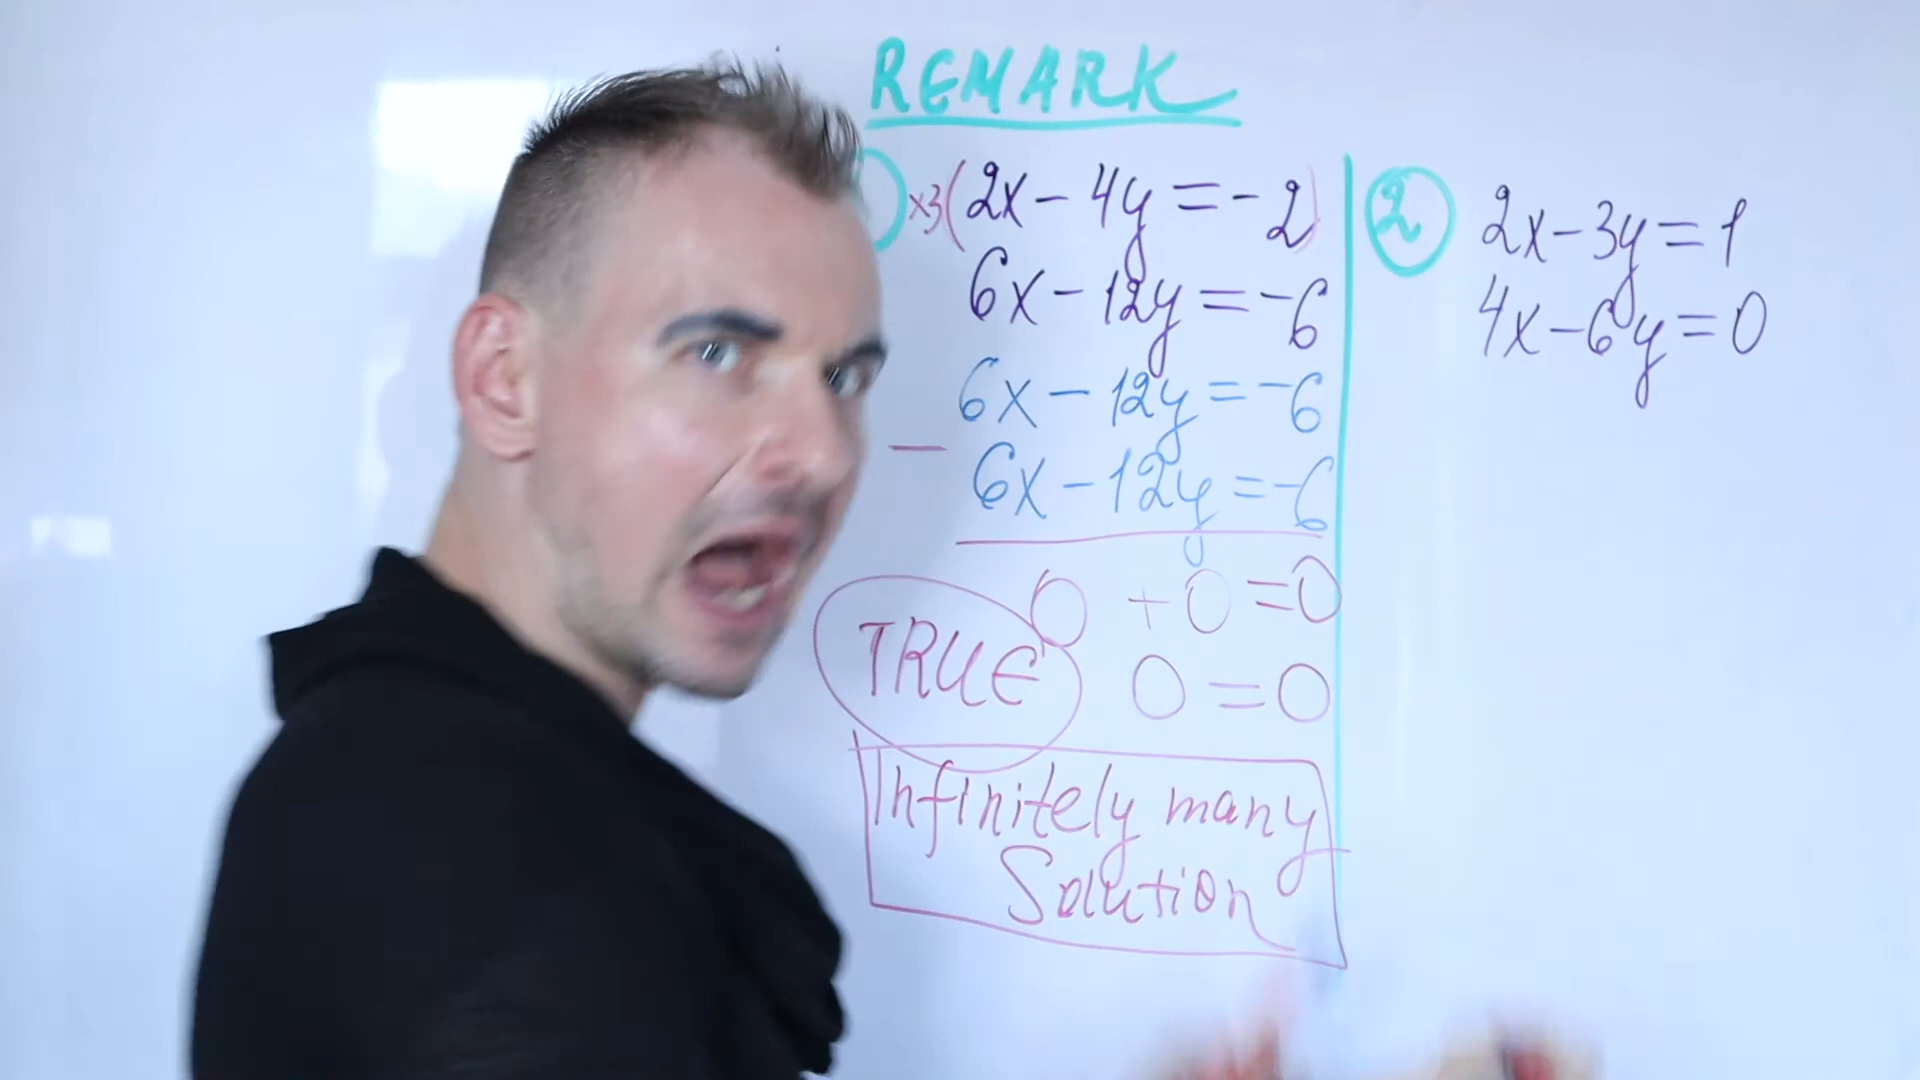 REMARK
×3(2x − 4y = −2)
6x − 12y = −6
6x − 12y = −6
− 6x − 12y = −6
0 + 0 = 0
TRUE 0 = 0
Infinitely many
Solution
2 2x − 3y = 1
4x − 6y = 0